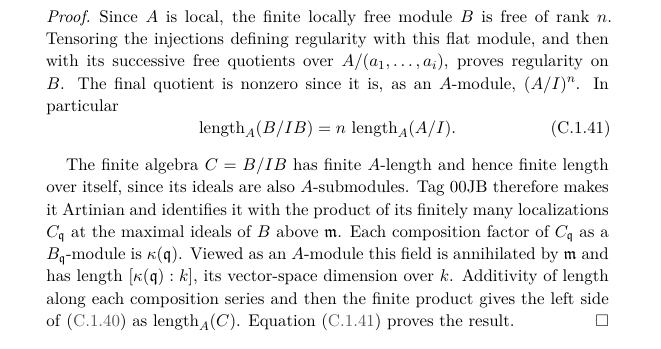 Proof. Since A is local, the finite locally free module B is free of rank n.
Tensoring the injections defining regularity with this flat module, and then
with its successive free quotients over A/(a₁, . . . , aᵢ), proves regularity on
B. The final quotient is nonzero since it is, as an A-module, (A/I)ⁿ. In
particular
length_A(B/IB) = n length_A(A/I). (C.1.41)
The finite algebra C = B/IB has finite A-length and hence finite length
over itself, since its ideals are also A-submodules. Tag 00JB therefore makes
it Artinian and identifies it with the product of its finitely many localizations
C_𝔮 at the maximal ideals of B above 𝔪. Each composition factor of C_𝔮 as a
B_𝔮-module is κ(𝔮). Viewed as an A-module this field is annihilated by 𝔪 and
has length [κ(𝔮) : k], its vector-space dimension over k. Additivity of length
along each composition series and then the finite product gives the left side
of (C.1.40) as length_A(C). Equation (C.1.41) proves the result. □